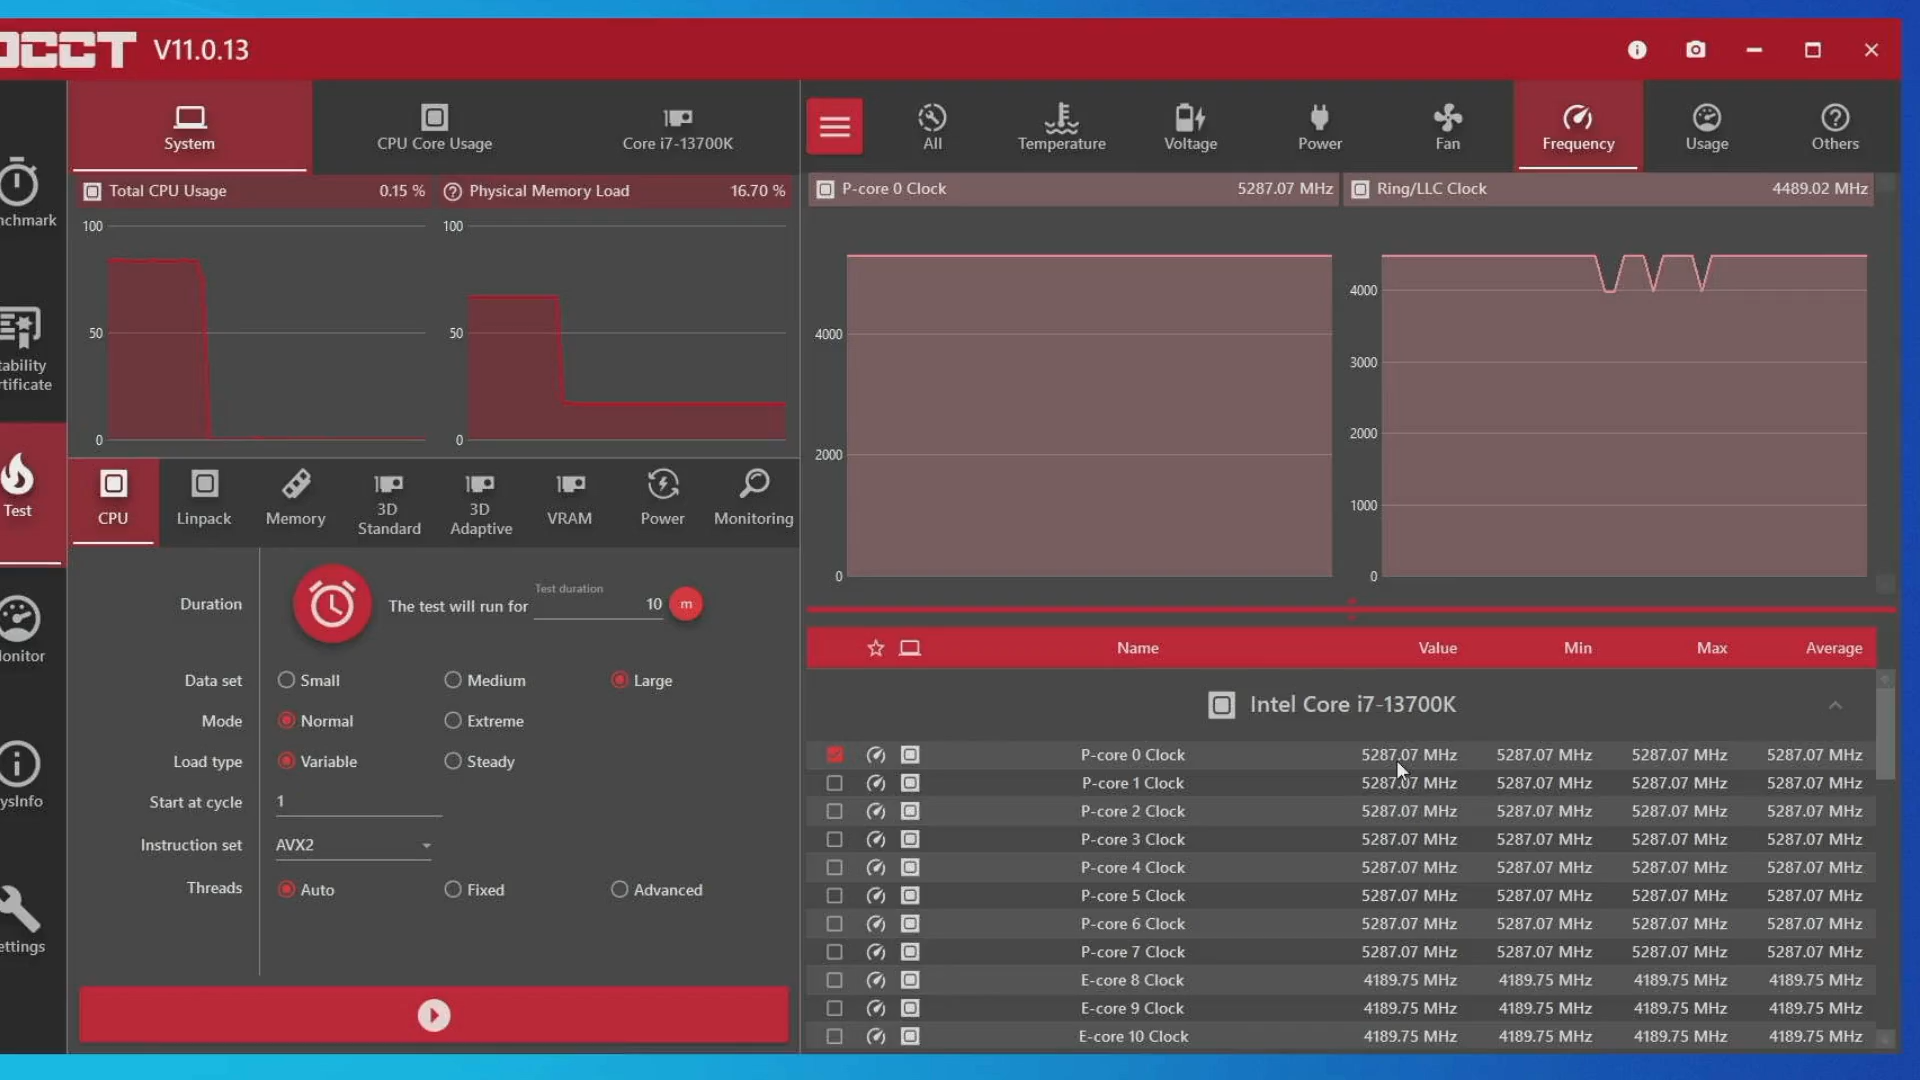 OCCT V11.0.13
System
CPU Core Usage
Core i7-13700K
All
Temperature
Voltage
Power
Fan
Frequency
Usage
Others
Total CPU Usage 0.15 %
Physical Memory Load 16.70 %
P-core 0 Clock 5287.07 MHz
Ring/LLC Clock 4489.02 MHz
100
50
0
100
50
0
4000
2000
0
4000
3000
2000
1000
0
nchmark
tability
rtificate
Test
onitor
ysInfo
ettings
CPU
Linpack
Memory
3D
Standard
3D
Adaptive
VRAM
Power
Monitoring
Duration
The test will run for
Test duration
10 m
Data set Small Medium Large
Mode Normal Extreme
Load type Variable Steady
Start at cycle 1
Instruction set AVX2
Threads Auto Fixed Advanced
Name Value Min Max Average
Intel Core i7-13700K
P-core 0 Clock 5287.07 MHz 5287.07 MHz 5287.07 MHz 5287.07 MHz
P-core 1 Clock 5287.07 MHz 5287.07 MHz 5287.07 MHz 5287.07 MHz
P-core 2 Clock 5287.07 MHz 5287.07 MHz 5287.07 MHz 5287.07 MHz
P-core 3 Clock 5287.07 MHz 5287.07 MHz 5287.07 MHz 5287.07 MHz
P-core 4 Clock 5287.07 MHz 5287.07 MHz 5287.07 MHz 5287.07 MHz
P-core 5 Clock 5287.07 MHz 5287.07 MHz 5287.07 MHz 5287.07 MHz
P-core 6 Clock 5287.07 MHz 5287.07 MHz 5287.07 MHz 5287.07 MHz
P-core 7 Clock 5287.07 MHz 5287.07 MHz 5287.07 MHz 5287.07 MHz
E-core 8 Clock 4189.75 MHz 4189.75 MHz 4189.75 MHz 4189.75 MHz
E-core 9 Clock 4189.75 MHz 4189.75 MHz 4189.75 MHz 4189.75 MHz
E-core 10 Clock 4189.75 MHz 4189.75 MHz 4189.75 MHz 4189.75 MHz